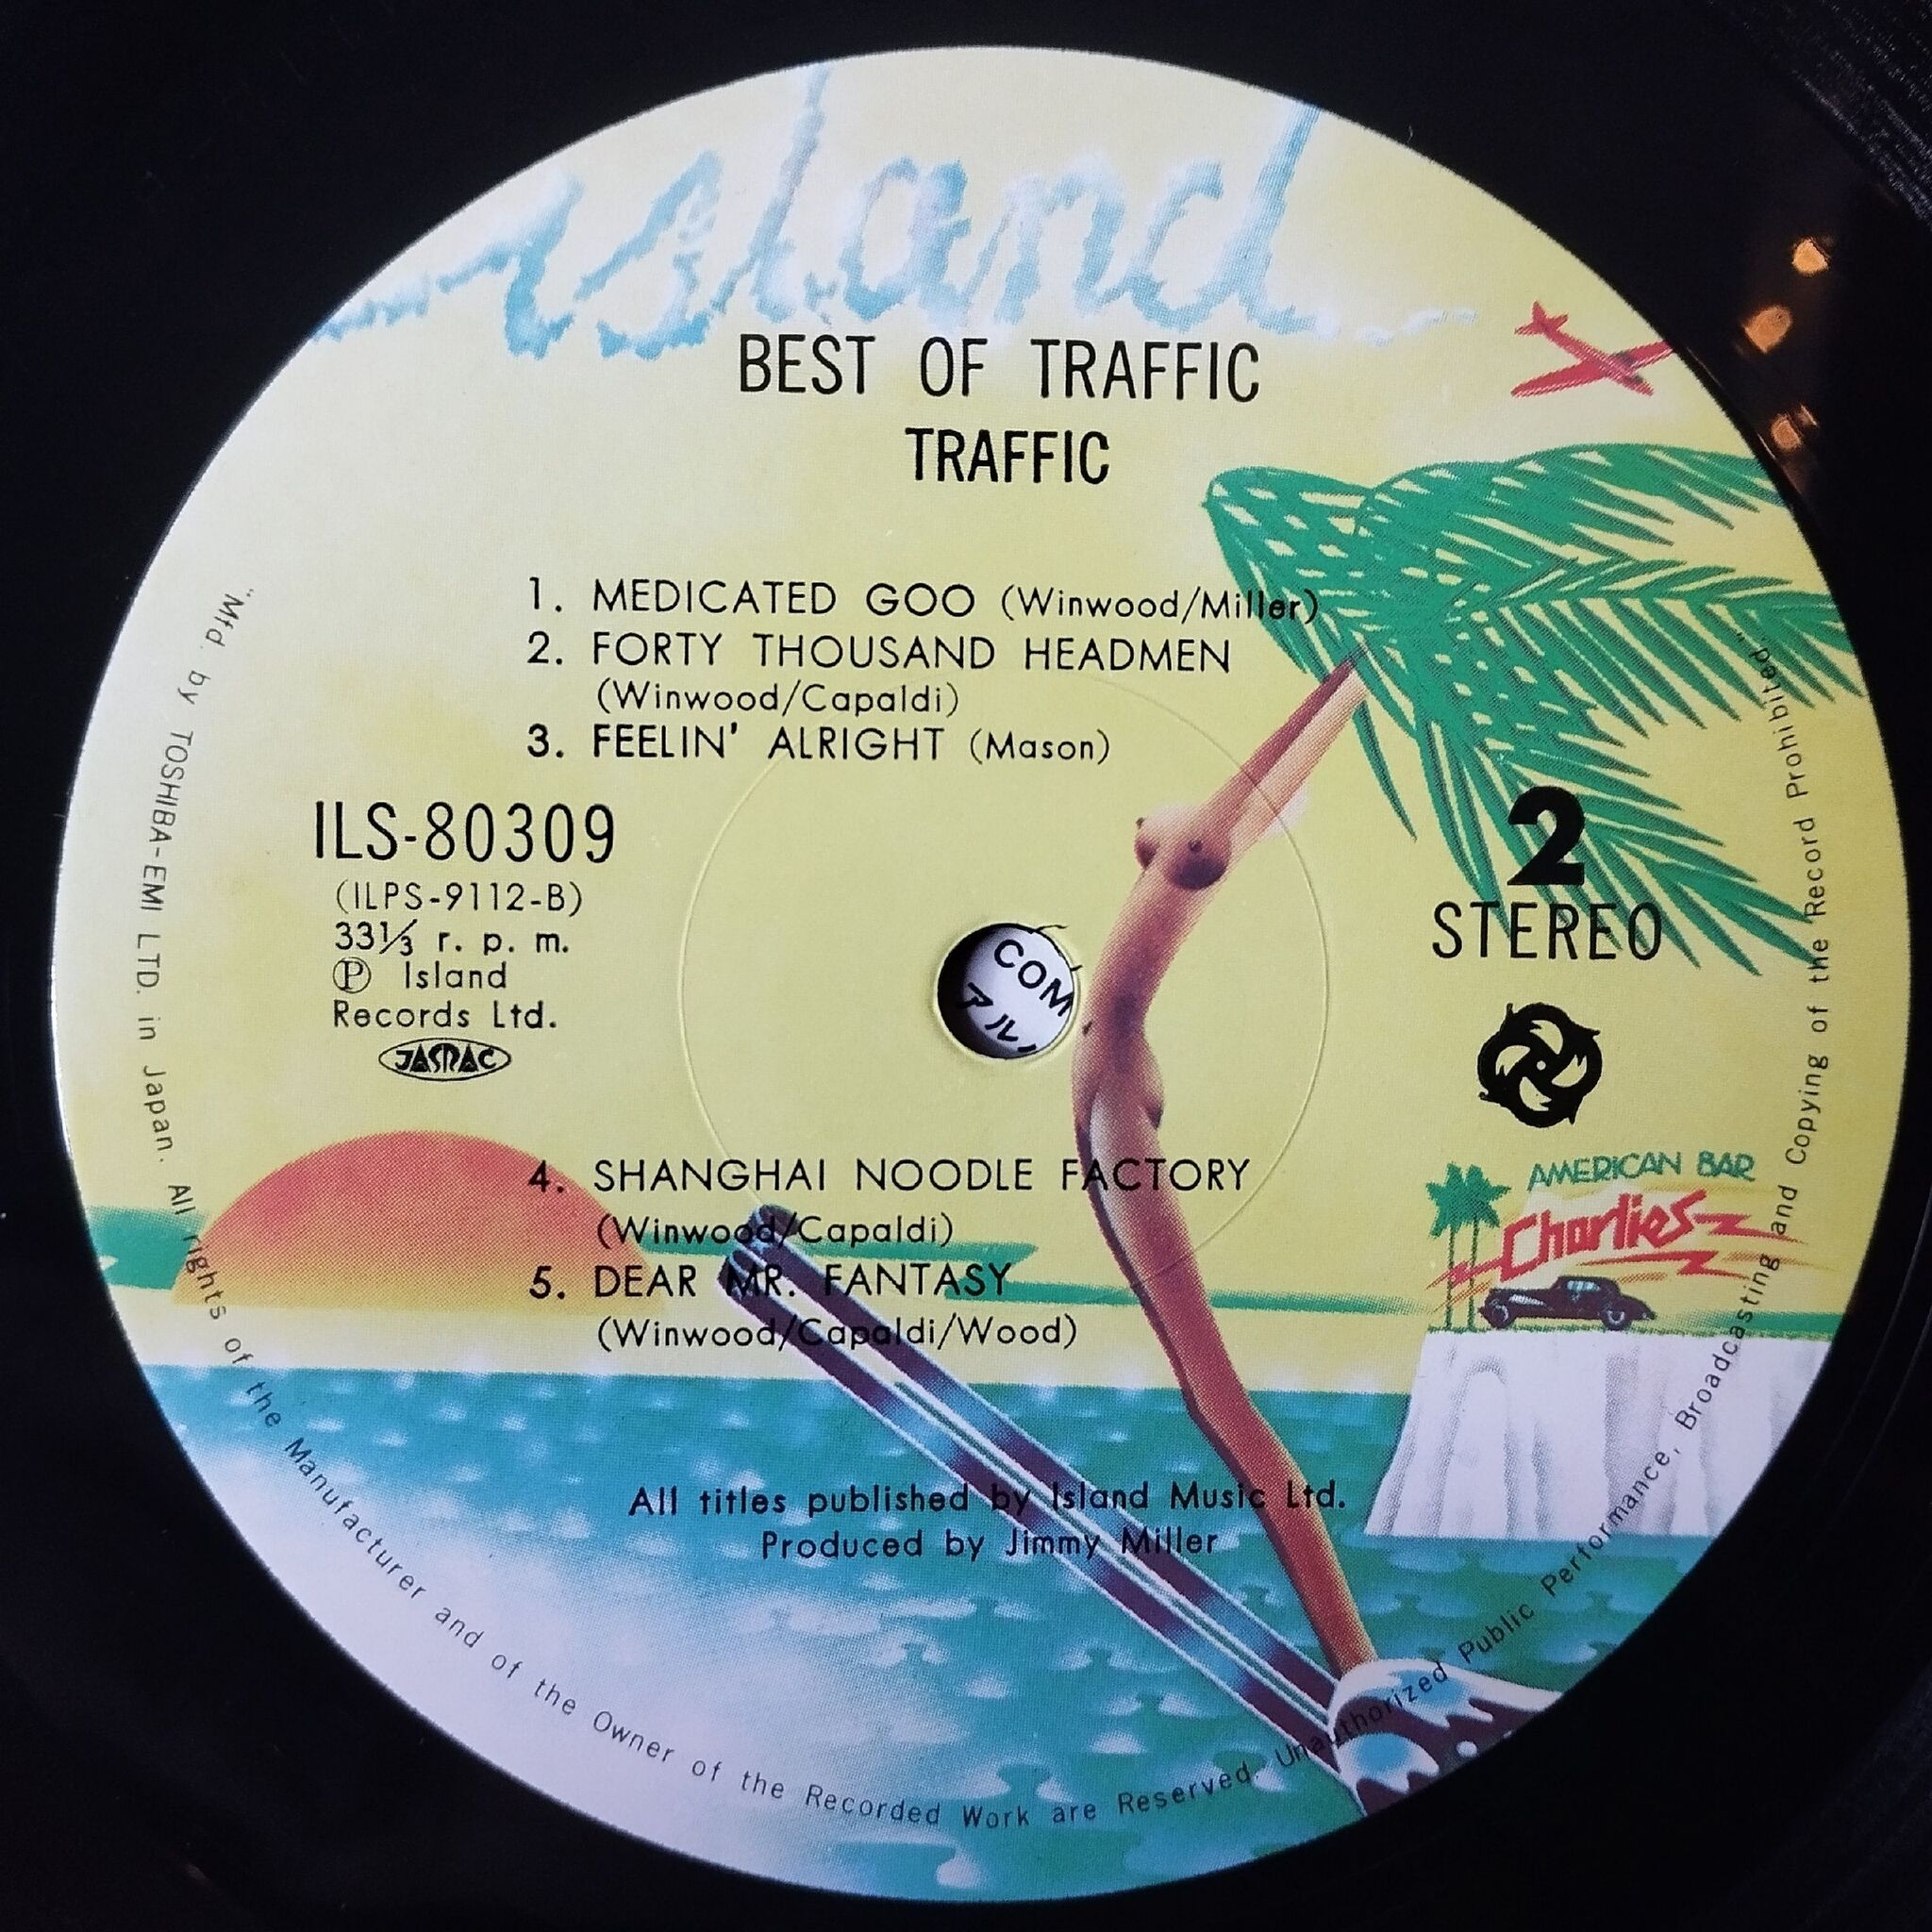 Island
BEST OF TRAFFIC
TRAFFIC
1. MEDICATED GOO (Winwood/Miller)
2. FORTY THOUSAND HEADMEN
(Winwood/Capaldi)
3. FEELIN' ALRIGHT (Mason)
ILS-80309
(ILPS-9112-B)
33⅓ r. p. m.
Ⓟ Island
Records Ltd.
JASRAC
2
STEREO
COM
アル
AMERICAN BAR
Charlies
4. SHANGHAI NOODLE FACTORY
(Winwood/Capaldi)
5. DEAR MR. FANTASY
(Winwood/Capaldi/Wood)
All titles published by Island Music Ltd.
Produced by Jimmy Miller
"Mfd. by TOSHIBA-EMI LTD. in Japan. All rights of the Manufacturer and of the Owner of the Recorded Work are Reserved. Unauthorized Public Performance, Broadcasting and Copying of the Record Prohibited."